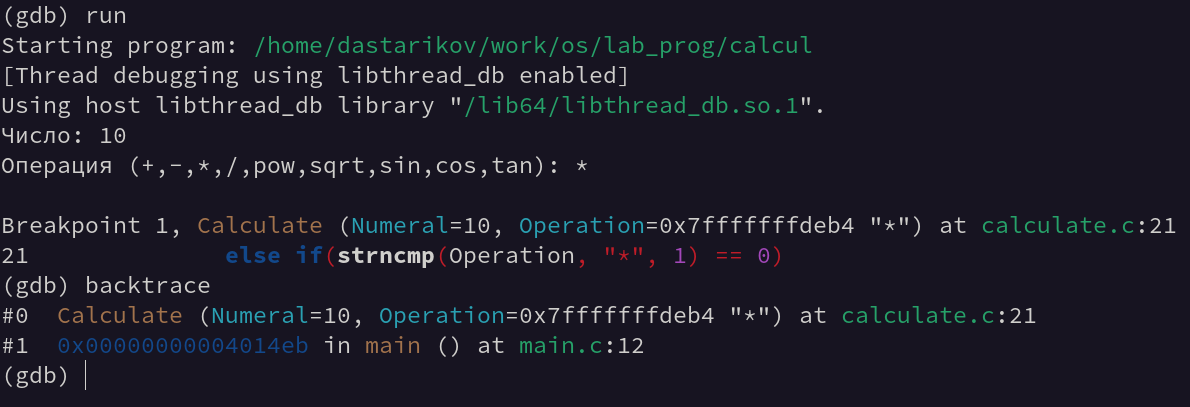 (gdb) run
Starting program: /home/dastarikov/work/os/lab_prog/calcul
[Thread debugging using libthread_db enabled]
Using host libthread_db library "/lib64/libthread_db.so.1".
Число: 10
Операция (+,-,*,/,pow,sqrt,sin,cos,tan): *
Breakpoint 1, Calculate (Numeral=10, Operation=0x7fffffffdeb4 "*") at calculate.c:21
21              else if(strncmp(Operation, "*", 1) == 0)
(gdb) backtrace
#0  Calculate (Numeral=10, Operation=0x7fffffffdeb4 "*") at calculate.c:21
#1  0x00000000004014eb in main () at main.c:12
(gdb)